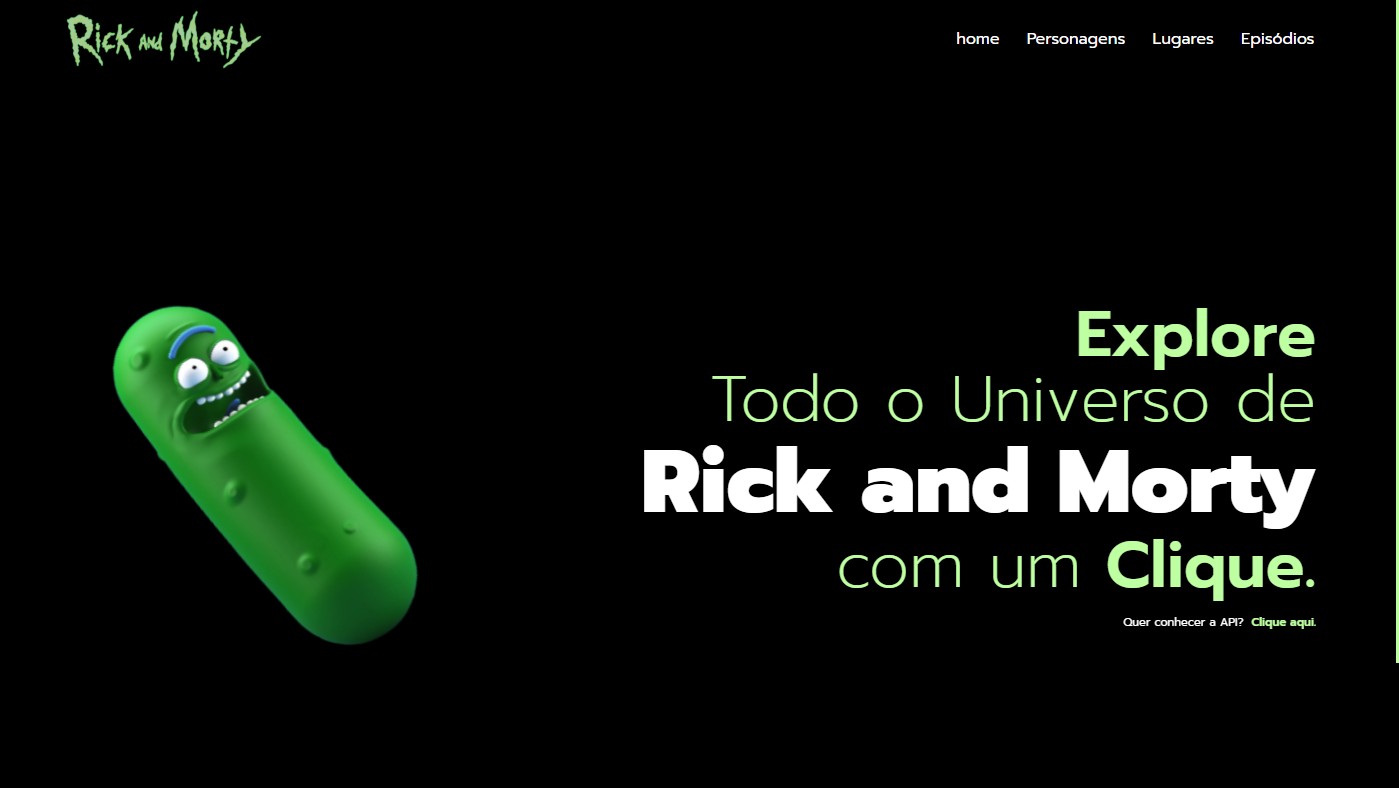 Rick and Morty
home Personagens Lugares Episódios
Explore
Todo o Universo de
Rick and Morty
com um Clique.
Quer conhecer a API? Clique aqui.